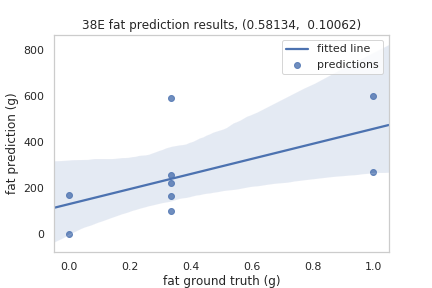 38E fat prediction results, (0.58134,  0.10062)
fitted line
predictions
fat prediction (g)
800
600
400
200
0
0.0 0.2 0.4 0.6 0.8 1.0
fat ground truth (g)